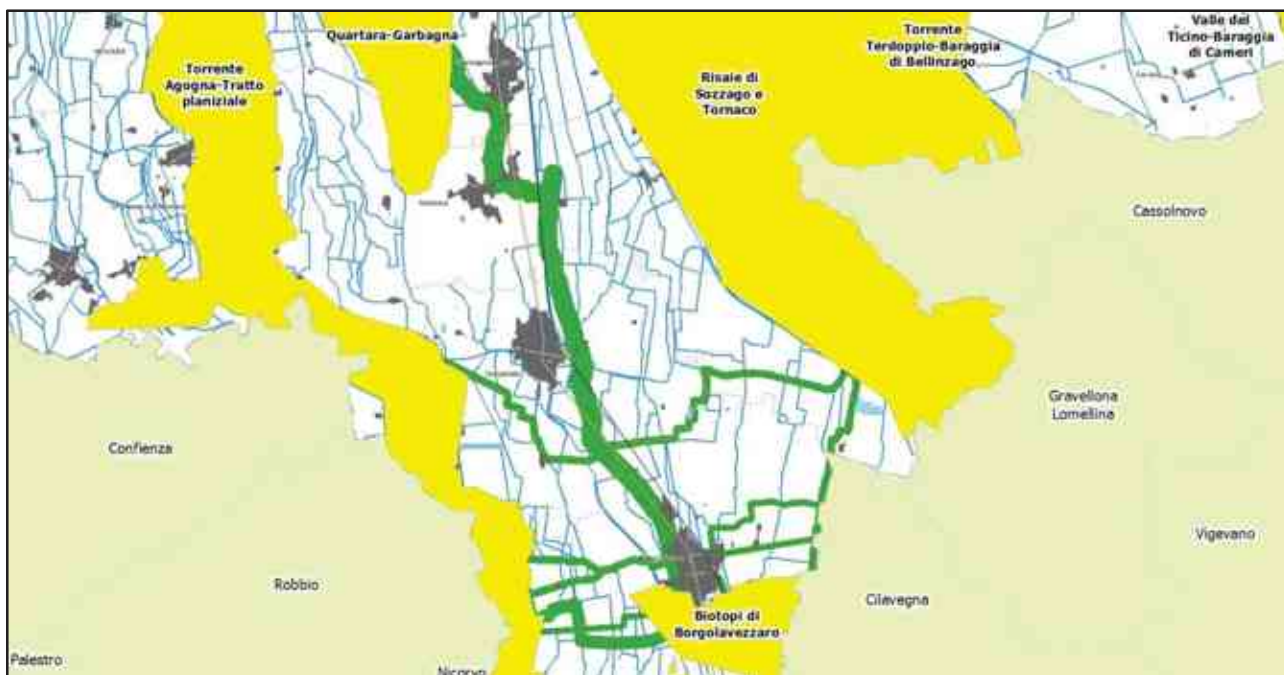 Quartara-Garbagna
Torrente
Terdoppio-Baraggia
di Bellinzago
Valle del
Ticino-Baraggia
di Cameri
Torrente
Agogna-Tratto
planiziale
Risaie di
Sozzago e
Tornaco
Cassolnovo
Gravellona
Lomellina
Confienza
Vigevano
Robbio
Cilavegna
Biotopi di
Borgolavezzaro
Palestro